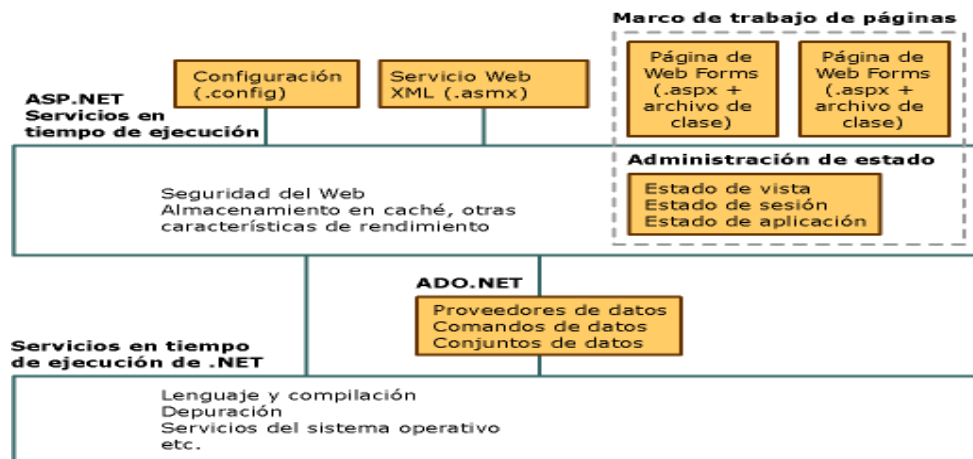 Marco de trabajo de páginas
Configuración
(.config)
Servicio Web
XML (.asmx)
Página de
Web Forms
(.aspx +
archivo de
clase)
Página de
Web Forms
(.aspx +
archivo de
clase)
ASP.NET
Servicios en
tiempo de ejecución
Administración de estado
Seguridad del Web
Almacenamiento en caché, otras
características de rendimiento
Estado de vista
Estado de sesión
Estado de aplicación
ADO.NET
Proveedores de datos
Comandos de datos
Conjuntos de datos
Servicios en tiempo
de ejecución de .NET
Lenguaje y compilación
Depuración
Servicios del sistema operativo
etc.